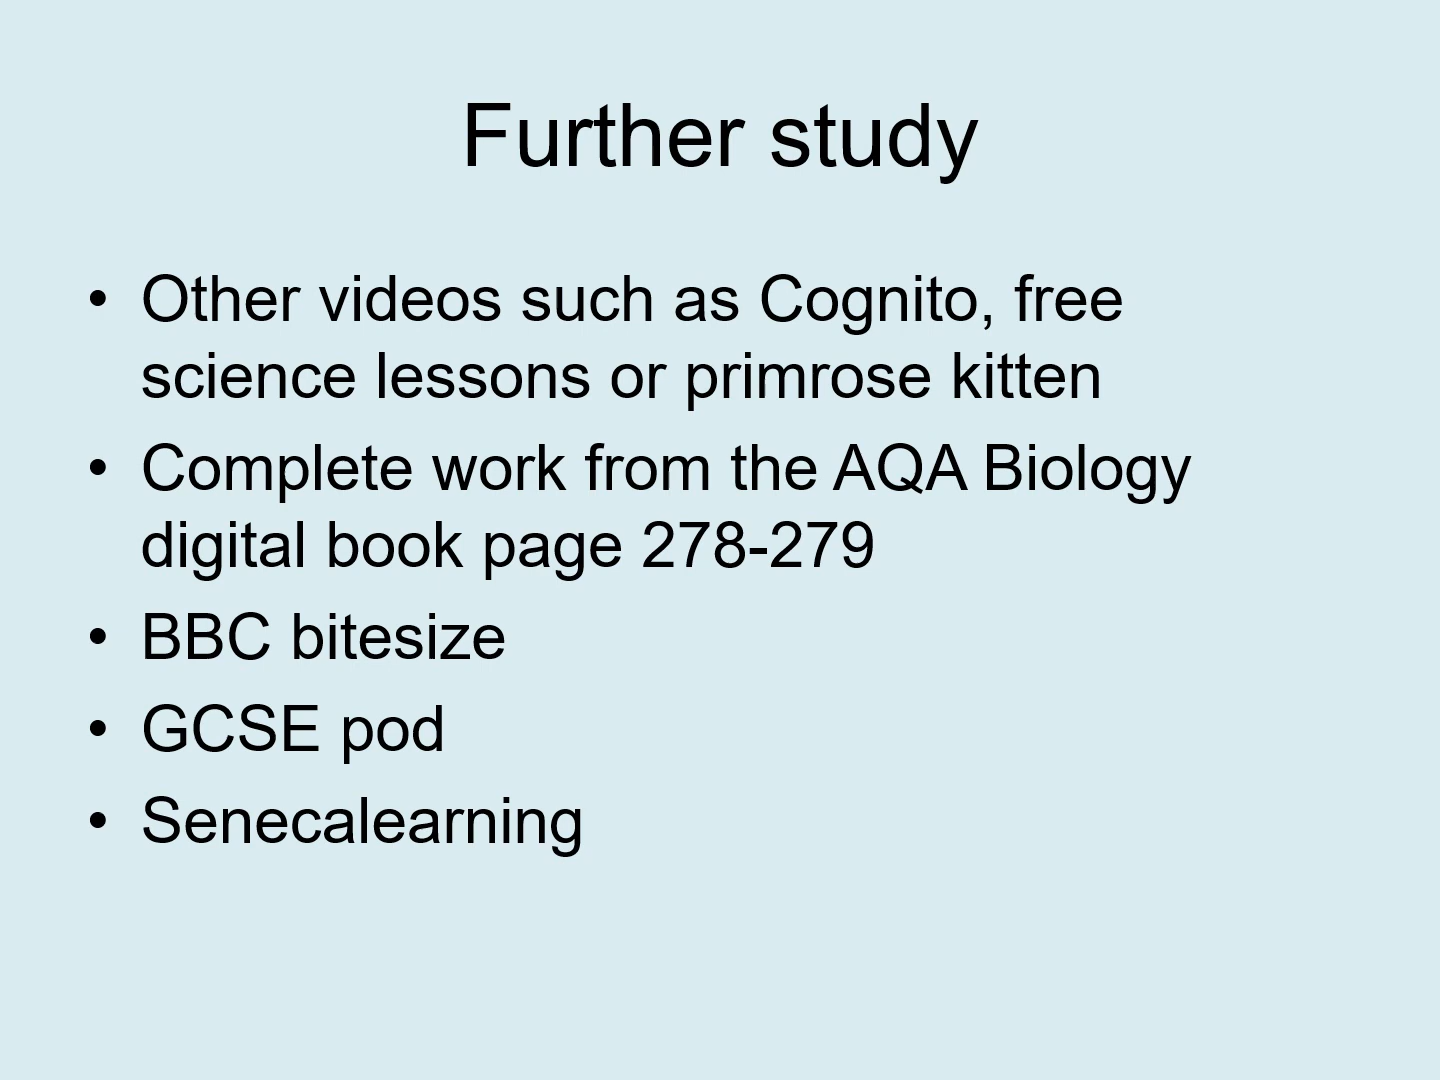 Further study
• Other videos such as Cognito, free
science lessons or primrose kitten
• Complete work from the AQA Biology
digital book page 278-279
• BBC bitesize
• GCSE pod
• Senecalearning